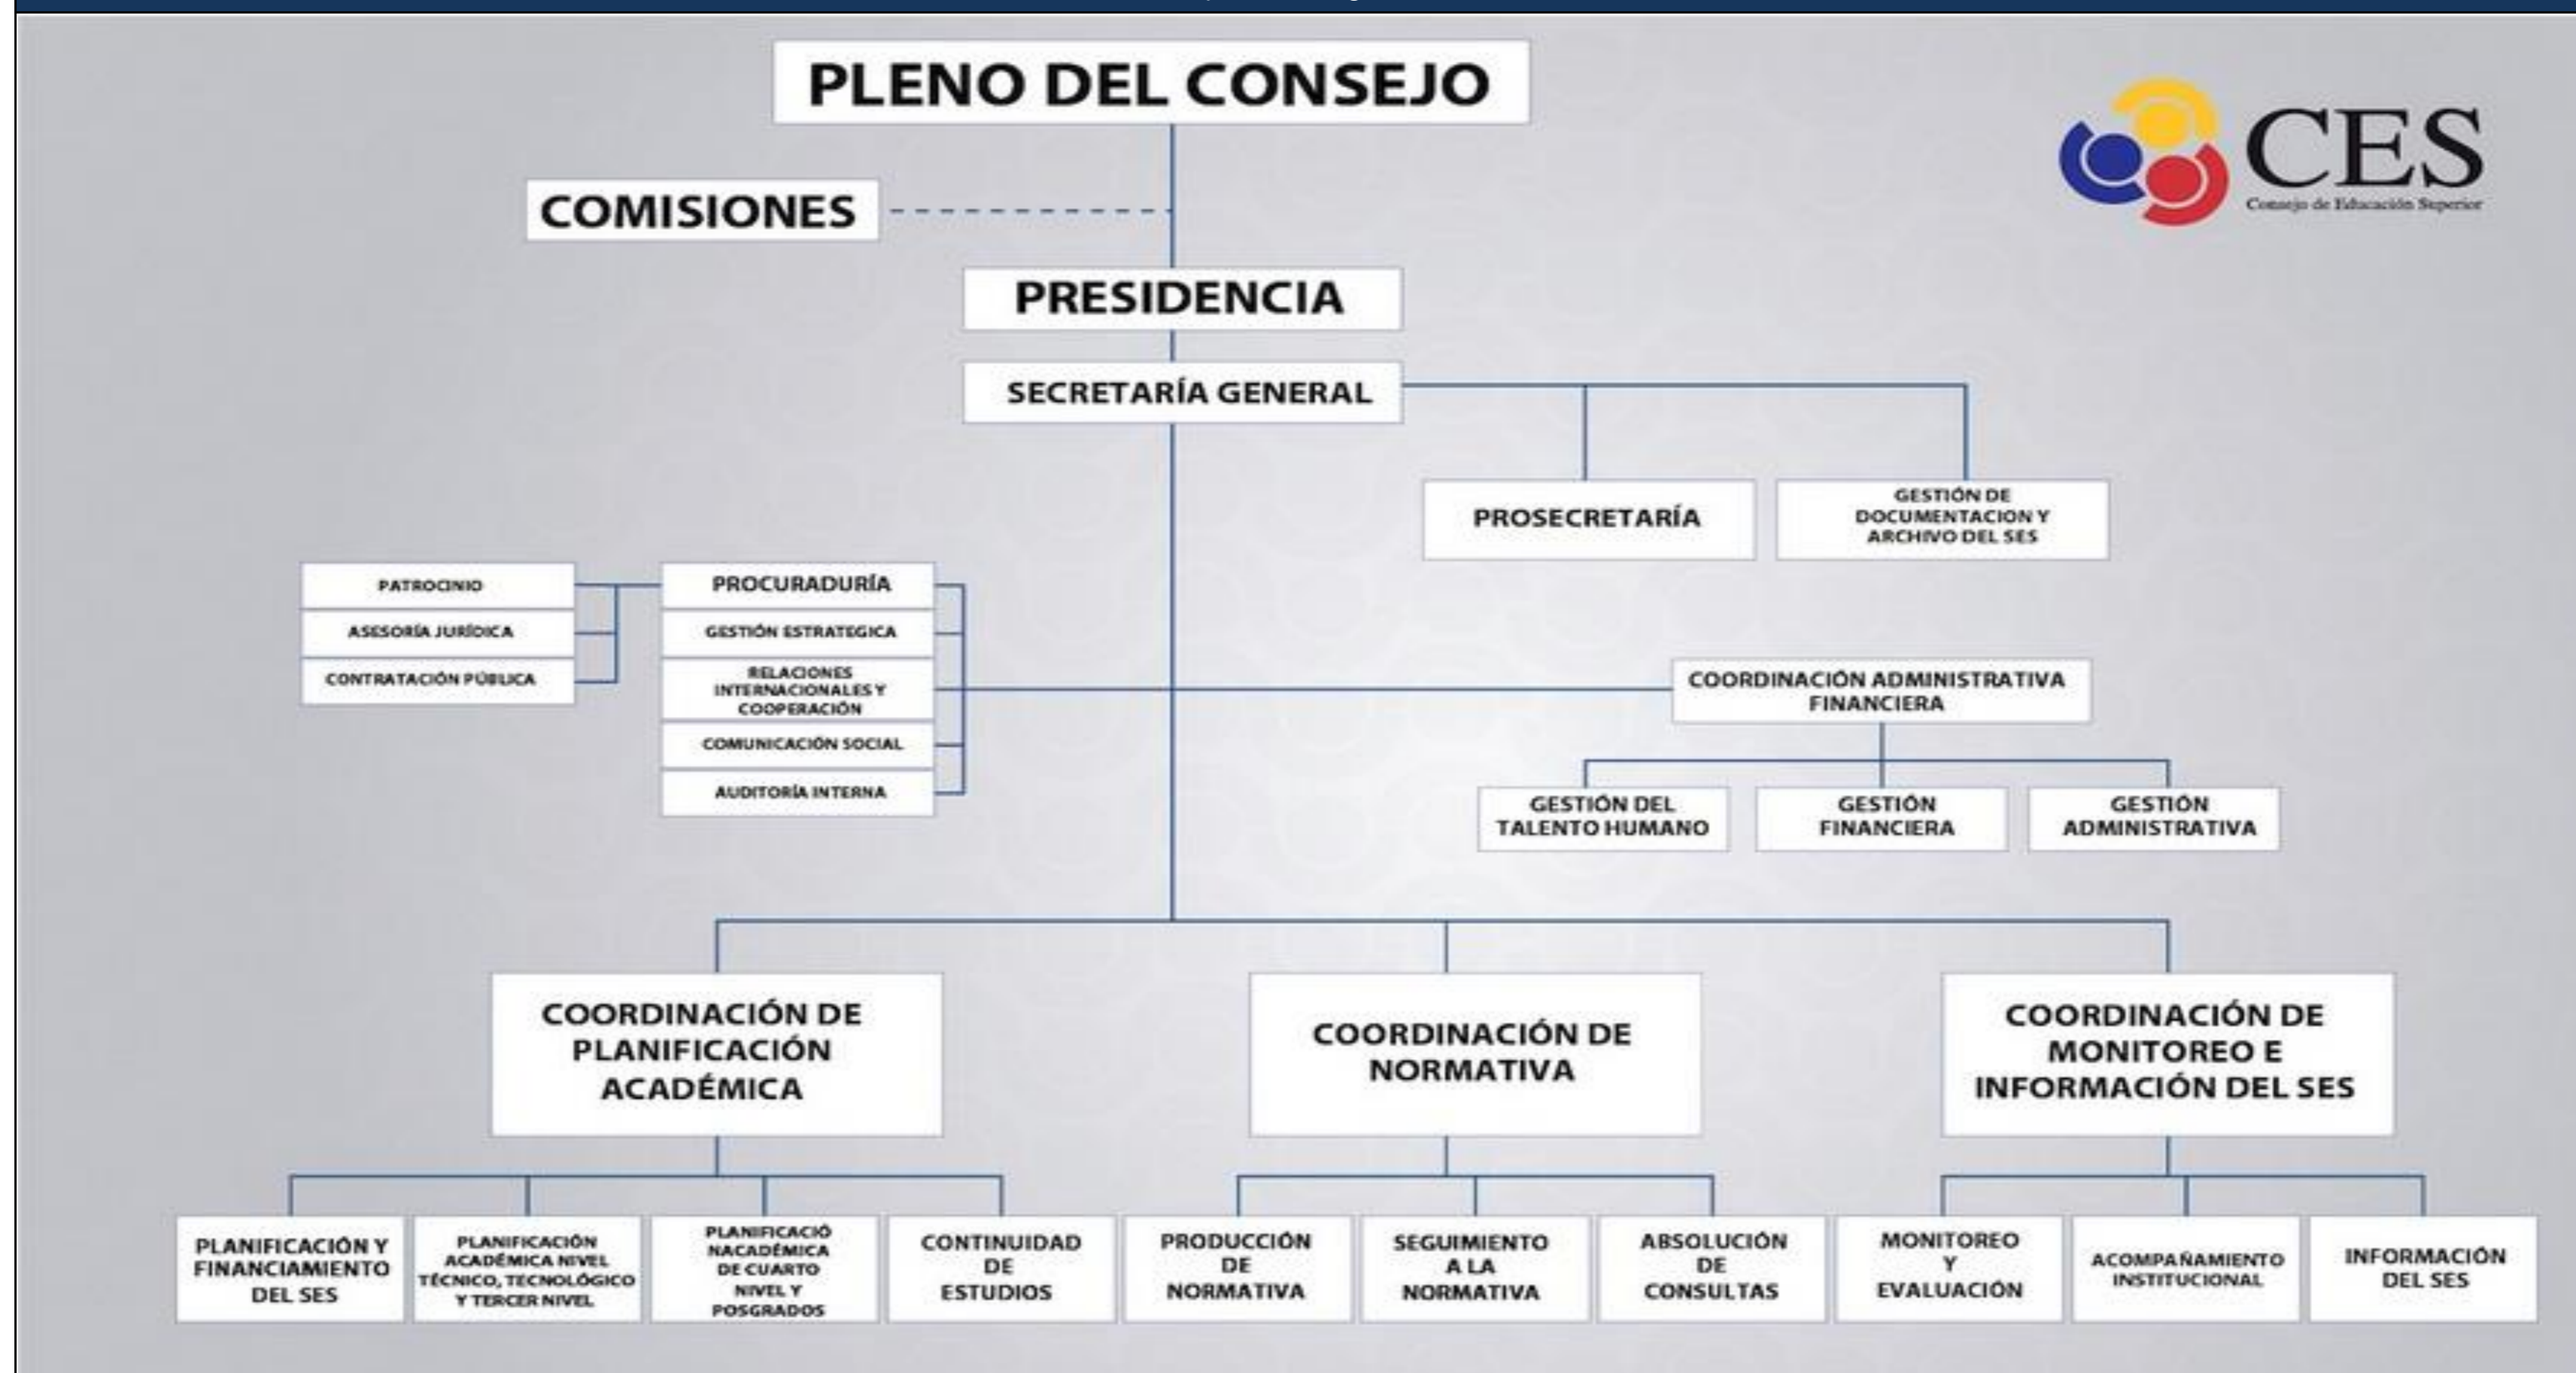 PLENO DEL CONSEJO
CES
Consejo de Educación Superior
COMISIONES
PRESIDENCIA
SECRETARÍA GENERAL
PROSECRETARÍA
GESTIÓN DE
DOCUMENTACION Y
ARCHIVO DEL SES
PATROCINIO
ASESORÍA JURÍDICA
CONTRATACIÓN PÚBLICA
PROCURADURÍA
GESTIÓN ESTRATEGICA
RELACIONES
INTERNACIONALES Y
COOPERACIÓN
COMUNICACIÓN SOCIAL
AUDITORÍA INTERNA
COORDINACIÓN ADMINISTRATIVA
FINANCIERA
GESTIÓN DEL
TALENTO HUMANO
GESTIÓN
FINANCIERA
GESTIÓN
ADMINISTRATIVA
COORDINACIÓN DE
PLANIFICACIÓN
ACADÉMICA
COORDINACIÓN DE
NORMATIVA
COORDINACIÓN DE
MONITOREO E
INFORMACIÓN DEL SES
PLANIFICACIÓN Y
FINANCIAMIENTO
DEL SES
PLANIFICACIÓN
ACADÉMICA NIVEL
TÉCNICO, TECNOLÓGICO
Y TERCER NIVEL
PLANIFICACIÓ
NACADÉMICA
DE CUARTO
NIVEL Y
POSGRADOS
CONTINUIDAD
DE
ESTUDIOS
PRODUCCIÓN
DE
NORMATIVA
SEGUIMIENTO
A LA
NORMATIVA
ABSOLUCIÓN
DE
CONSULTAS
MONITOREO
Y
EVALUACIÓN
ACOMPAÑAMIENTO
INSTITUCIONAL
INFORMACIÓN
DEL SES